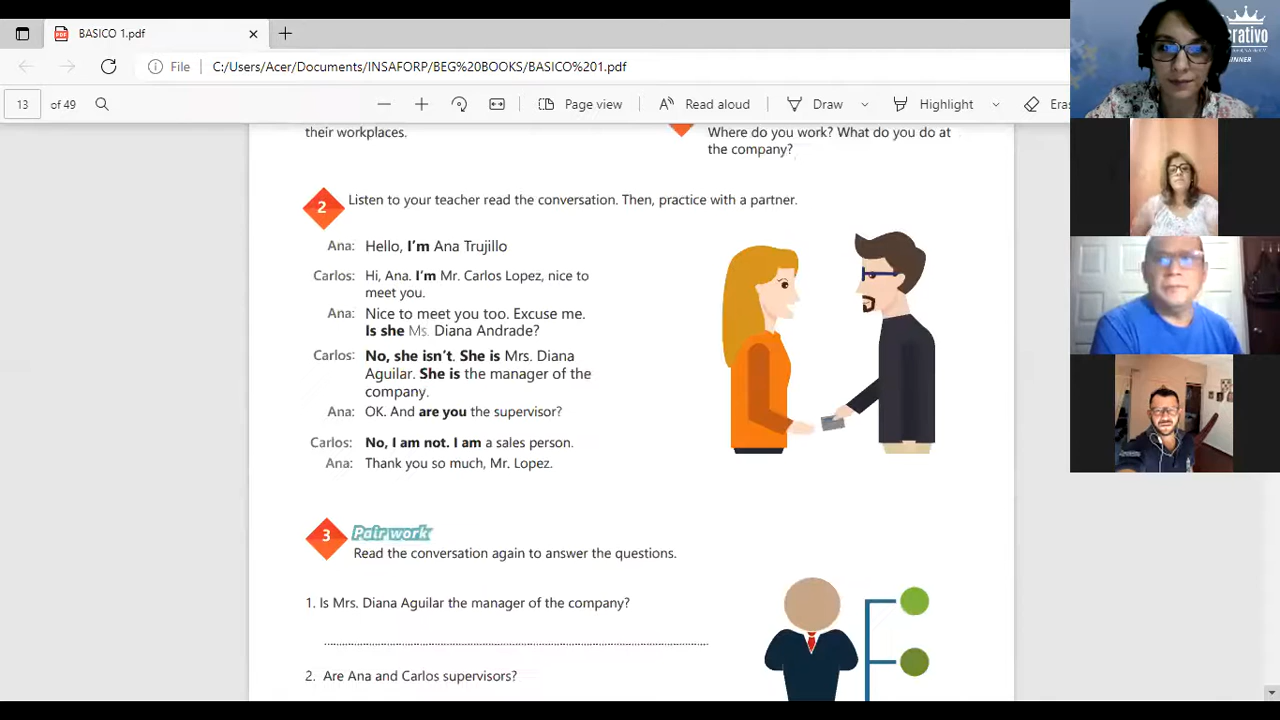 BASICO 1.pdf
File
C:/Users/Acer/Documents/INSAFORP/BEG%20BOOKS/BASICO%201.pdf
13 of 49
Page view
Read aloud
Draw
Highlight
their workplaces.
Where do you work? What do you do at
the company?
2
Listen to your teacher read the conversation. Then, practice with a partner.
Ana: Hello, I'm Ana Trujillo
Carlos: Hi, Ana. I'm Mr. Carlos Lopez, nice to
meet you.
Ana: Nice to meet you too. Excuse me.
Is she Ms. Diana Andrade?
Carlos: No, she isn't. She is Mrs. Diana
Aguilar. She is the manager of the
company.
Ana: OK. And are you the supervisor?
Carlos: No, I am not. I am a sales person.
Ana: Thank you so much, Mr. Lopez.
3
Pair work
Read the conversation again to answer the questions.
1. Is Mrs. Diana Aguilar the manager of the company?
2. Are Ana and Carlos supervisors?